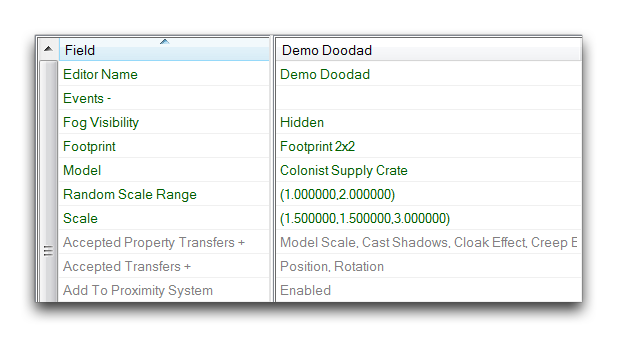 Field Demo Doodad
Editor Name Demo Doodad
Events -
Fog Visibility Hidden
Footprint Footprint 2x2
Model Colonist Supply Crate
Random Scale Range (1.000000,2.000000)
Scale (1.500000,1.500000,3.000000)
Accepted Property Transfers + Model Scale, Cast Shadows, Cloak Effect, Creep E
Accepted Transfers + Position, Rotation
Add To Proximity System Enabled